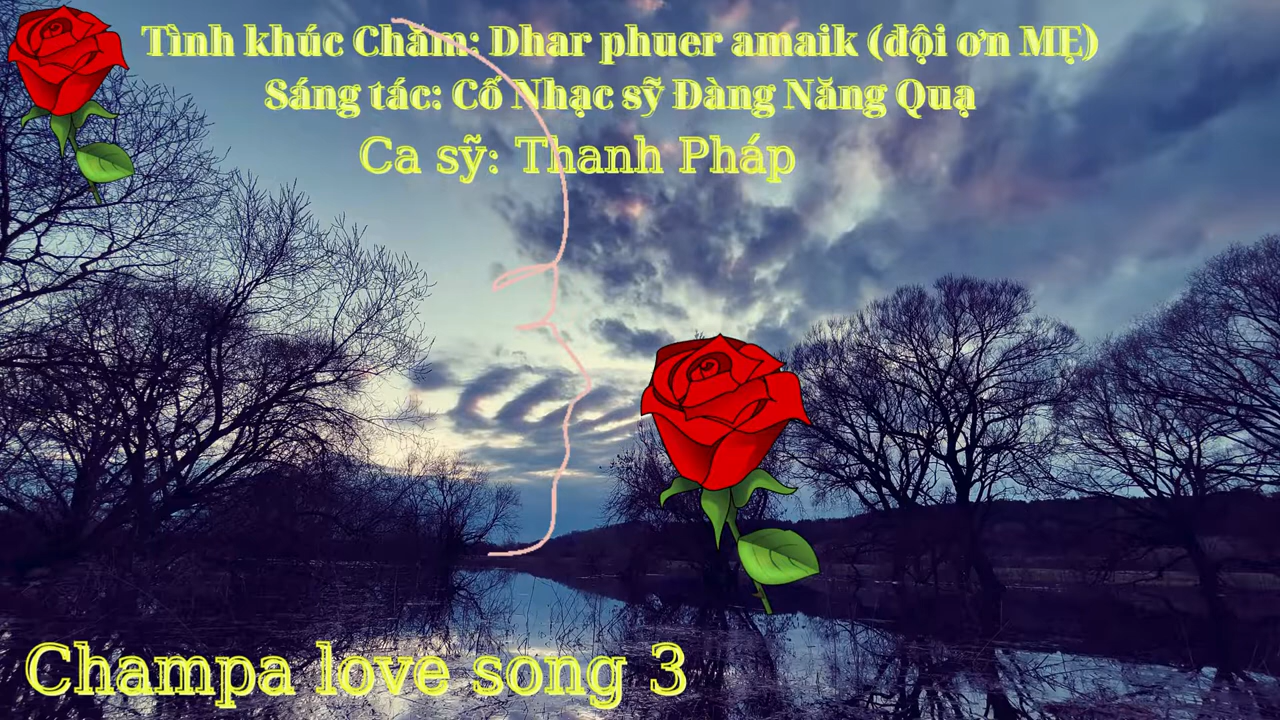 Tình khúc Chăm: Dhar phuer amaik (đội ơn MẸ)
Sáng tác: Cố Nhạc sỹ Đàng Năng Quạ
Ca sỹ: Thanh Pháp
Champa love song 3